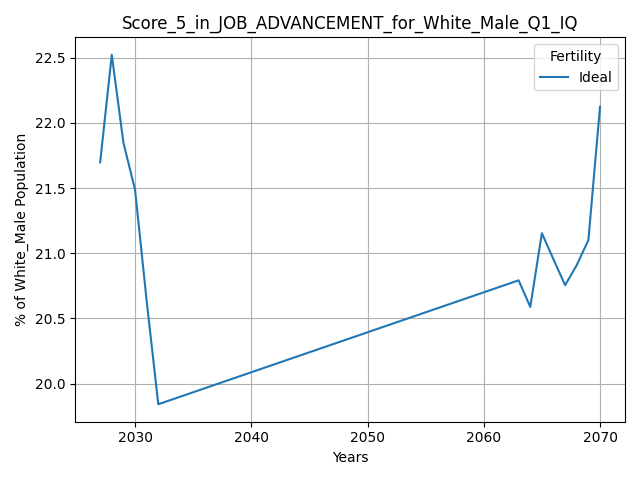 Score_5_in_JOB_ADVANCEMENT_for_White_Male_Q1_IQ
Fertility
Ideal
% of White_Male Population
22.5
22.0
21.5
21.0
20.5
20.0
2030 2040 2050 2060 2070
Years